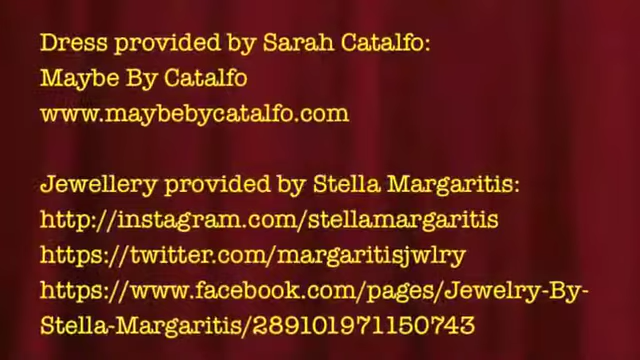 Dress provided by Sarah Catalfo:
Maybe By Catalfo
www.maybebycatalfo.com
Jewellery provided by Stella Margaritis:
http://instagram.com/stellamargaritis
https://twitter.com/margaritisjwlry
https://www.facebook.com/pages/Jewelry-By-
Stella-Margaritis/289101971150743